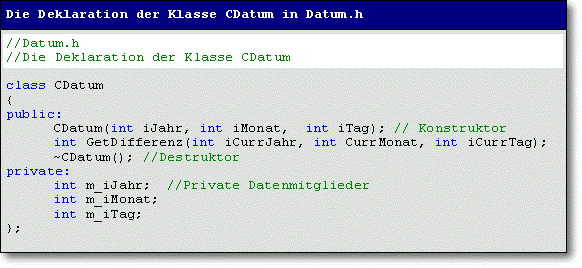 Die Deklaration der Klasse CDatum in Datum.h
//Datum.h
//Die Deklaration der Klasse CDatum
class CDatum
{
public:
CDatum(int iJahr, int iMonat, int iTag); // Konstruktor
int GetDifferenz(int iCurrJahr, int CurrMonat, int iCurrTag);
~CDatum(); //Destruktor
private:
int m_iJahr; //Private Datenmitglieder
int m_iMonat;
int m_iTag;
};